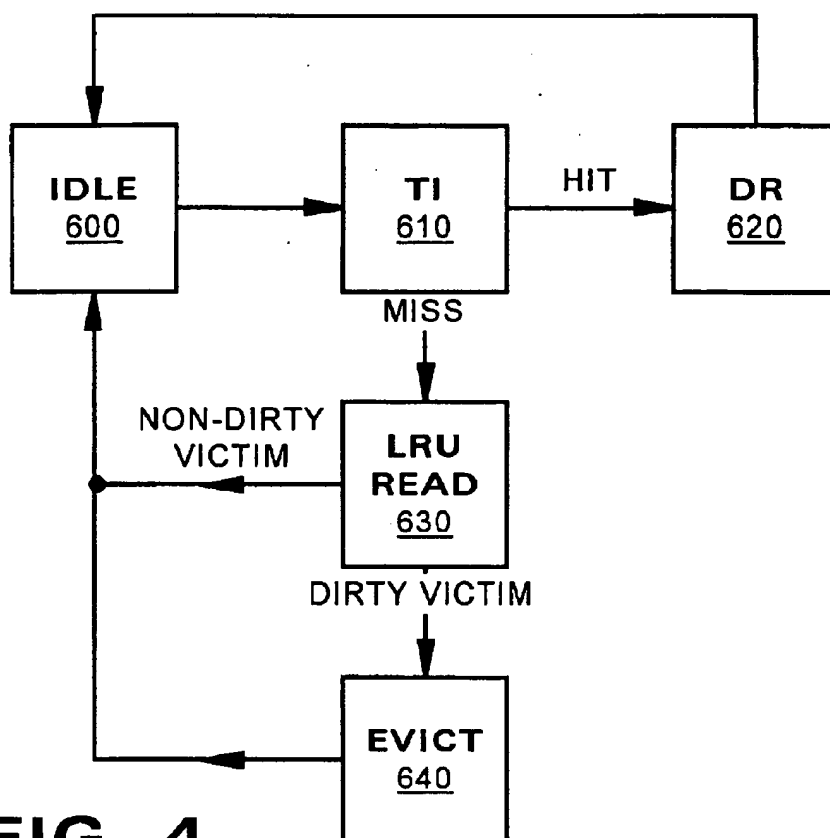 IDLE
600
TI
610
HIT
DR
620
MISS
NON-DIRTY
VICTIM
LRU
READ
630
DIRTY VICTIM
EVICT
640
FIG. 4